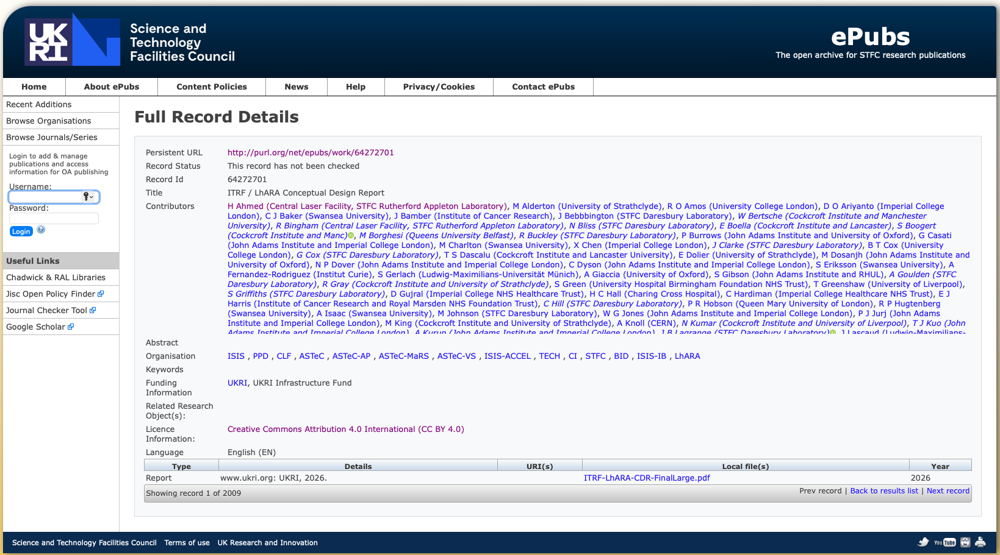 UK
RI
Science and
Technology
Facilities Council
ePubs
The open archive for STFC research publications
Home
About ePubs
Content Policies
News
Help
Privacy/Cookies
Contact ePubs
Recent Additions
Browse Organisations
Browse Journals/Series
Login to add & manage
publications and access
information for OA publishing
Username:
Password:
Login
Useful Links
Chadwick & RAL Libraries
Jisc Open Policy Finder
Journal Checker Tool
Google Scholar
Full Record Details
Persistent URL http://purl.org/net/epubs/work/64272701
Record Status This record has not been checked
Record Id 64272701
Title ITRF / LhARA Conceptual Design Report
Contributors H Ahmed (Central Laser Facility, STFC Rutherford Appleton Laboratory), M Alderton (University of Strathclyde), R O Amos (University College London), D O Ariyanto (Imperial College
London), C J Baker (Swansea University), J Bamber (Institute of Cancer Research), J Bebbbington (STFC Daresbury Laboratory), W Bertsche (Cockcroft Institute and Manchester
University), R Bingham (Central Laser Facility, STFC Rutherford Appleton Laboratory), N Bliss (STFC Daresbury Laboratory), E Boella (Cockcroft Institute and Lancaster), S Boogert
(Cockcroft Institute and Manc), M Borghesi (Queens University Belfast), R Buckley (STFC Daresbury Laboratory), P Burrows (John Adams Institute and University of Oxford), G Casati
(John Adams Institute and Imperial College London), M Charlton (Swansea University), X Chen (Imperial College London), J Clarke (STFC Daresbury Laboratory), B T Cox (University
College London), G Cox (STFC Daresbury Laboratory), T S Dascalu (Cockcroft Institute and Lancaster University), E Dolier (University of Strathclyde), M Dosanjh (John Adams Institute and
University of Oxford), N P Dover (John Adams Institute and Imperial College London), C Dyson (John Adams Institute and Imperial College London), S Eriksson (Swansea University), A
Fernandez-Rodriguez (Institut Curie), S Gerlach (Ludwig-Maximilians-Universität Münich), A Giaccia (University of Oxford), S Gibson (John Adams Institute and RHUL), A Goulden (STFC
Daresbury Laboratory), R Gray (Cockcroft Institute and University of Strathclyde), S Green (University Hospital Birmingham Foundation NHS Trust), T Greenshaw (University of Liverpool),
S Griffiths (STFC Daresbury Laboratory), D Gujral (Imperial College NHS Healthcare Trust), H C Hall (Charing Cross Hospital), C Hardiman (Imperial College Healthcare NHS Trust), E J
Harris (Institute of Cancer Research and Royal Marsden NHS Foundation Trust), C Hill (STFC Daresbury Laboratory), P R Hobson (Queen Mary University of London), R P Hugtenberg
(Swansea University), A Isaac (Swansea University), M Johnson (STFC Daresbury Laboratory), W G Jones (John Adams Institute and Imperial College London), P J Jurj (John Adams
Institute and Imperial College London), M King (Cockcroft Institute and University of Strathclyde), A Knoll (CERN), N Kumar (Cockcroft Institute and University of Liverpool), T J Kuo (John
Adams Institute and Imperial College London), A Kurup (John Adams Institute and Imperial College London), J B Lagrange (STFC Daresbury Laboratory), J Lascaud (Ludwig-Maximilians-
Abstract
Organisation ISIS , PPD , CLF , ASTeC , ASTeC-AP , ASTeC-MaRS , ASTeC-VS , ISIS-ACCEL , TECH , CI , STFC , BID , ISIS-IB , LhARA
Keywords
Funding
Information UKRI, UKRI Infrastructure Fund
Related Research
Object(s):
Licence
Information: Creative Commons Attribution 4.0 International (CC BY 4.0)
Language English (EN)
Type Details URI(s) Local file(s) Year
Report www.ukri.org: UKRI, 2026. ITRF-LhARA-CDR-FinalLarge.pdf 2026
Showing record 1 of 2009 Prev record | Back to results list | Next record
Science and Technology Facilities Council Terms of use UK Research and Innovation
You Tube